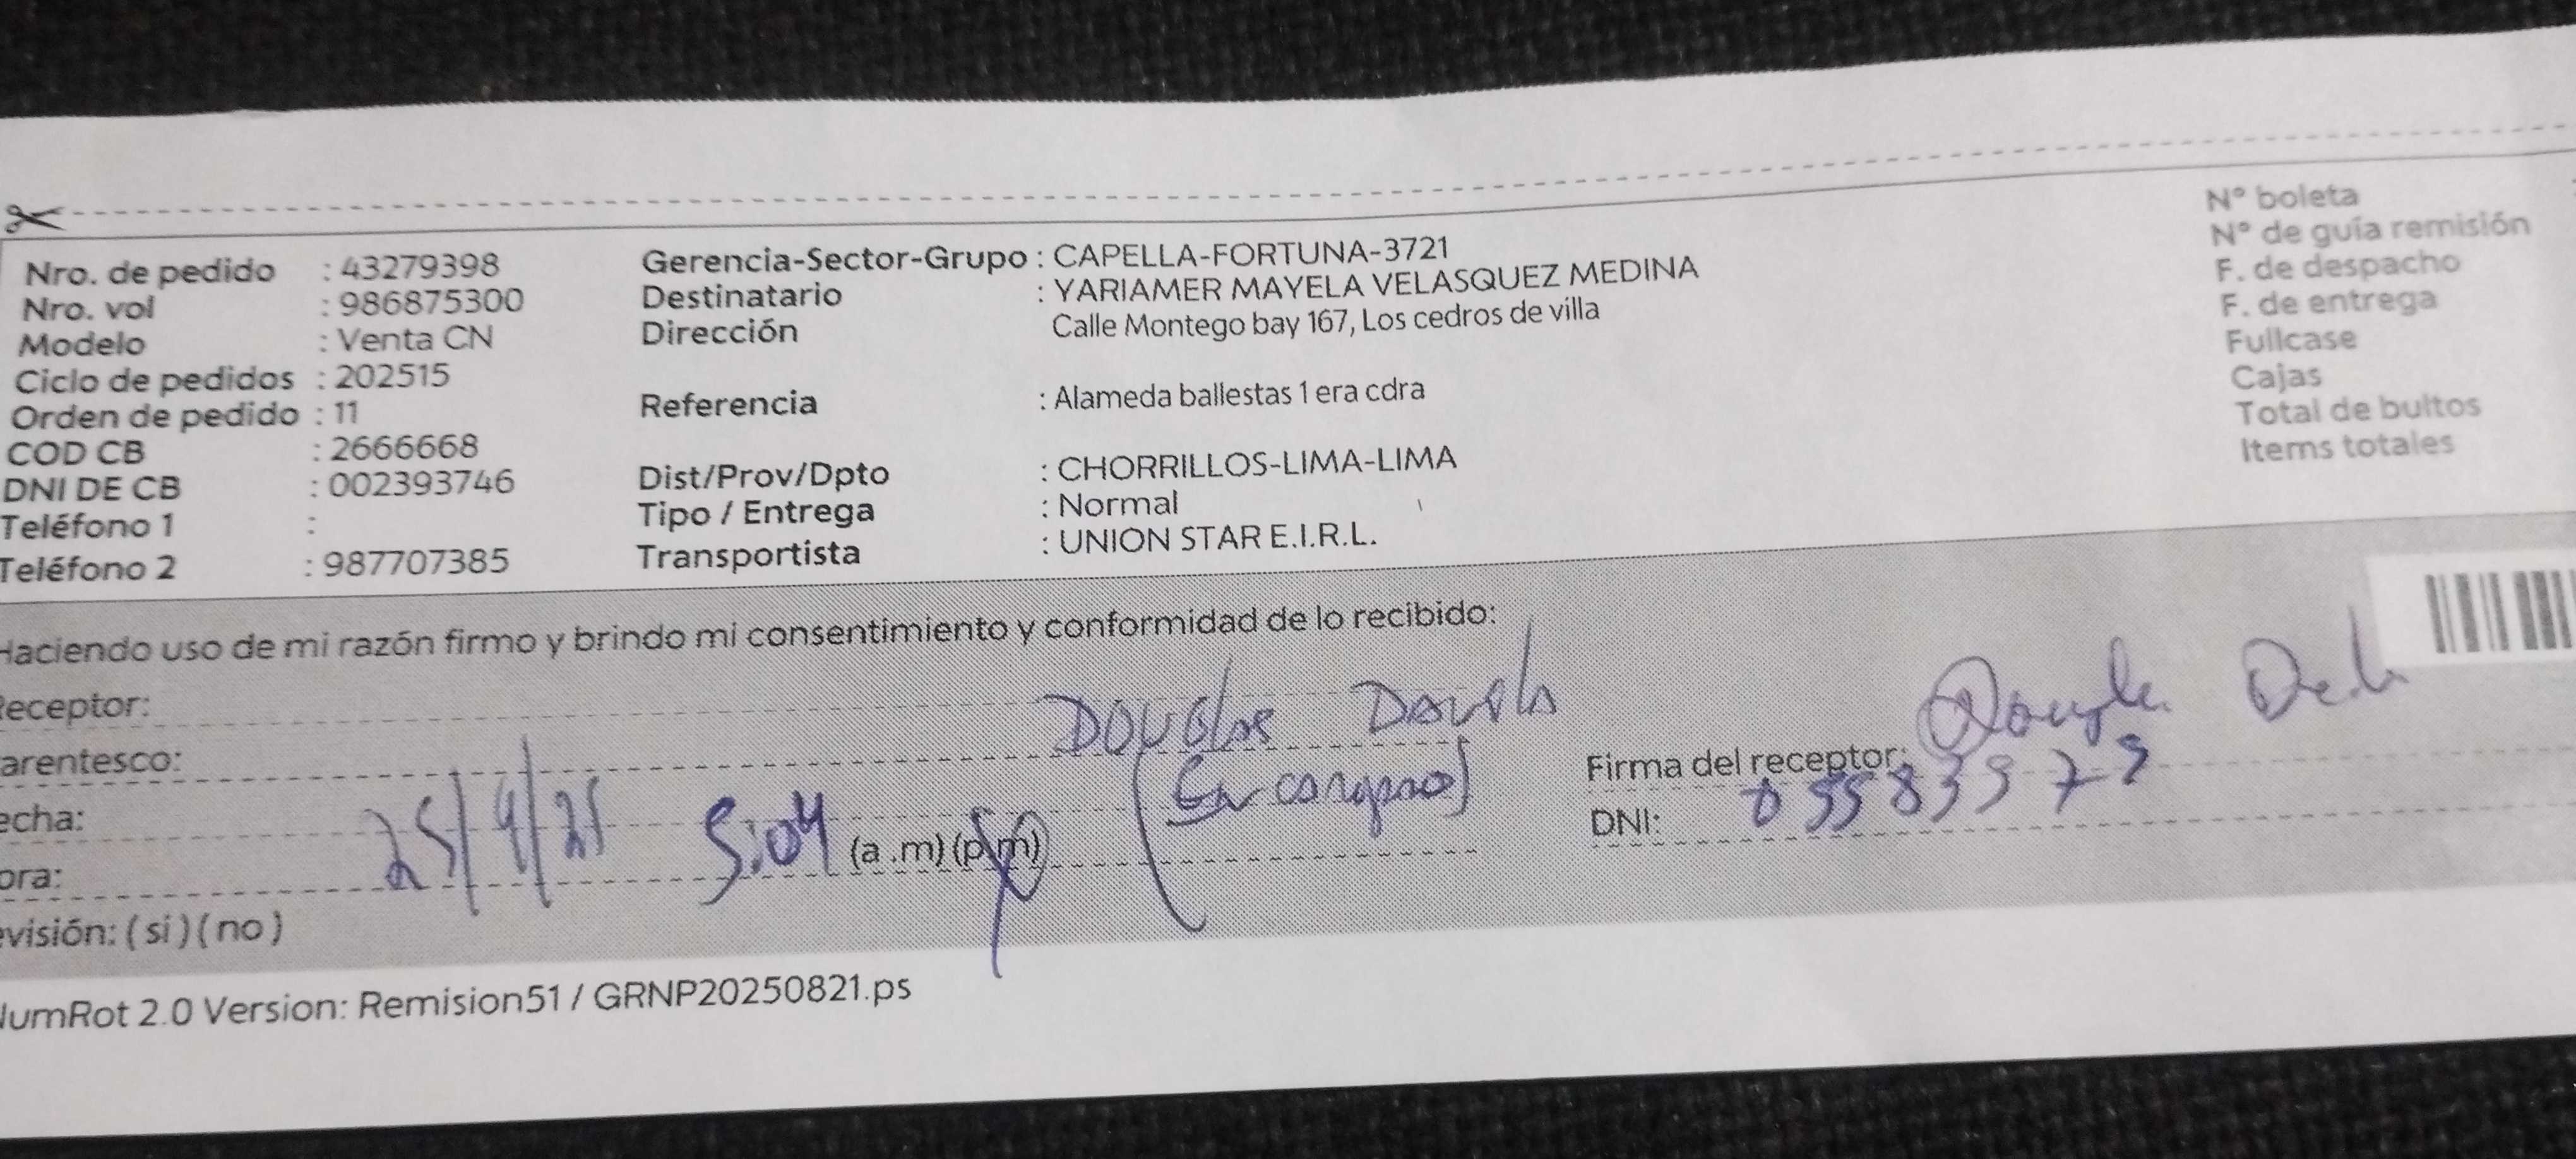 Nro. de pedido : 43279398
Nro. vol : 986875300
Modelo : Venta CN
Ciclo de pedidos : 202515
Orden de pedido : 11
COD CB : 2666668
DNI DE CB : 002393746
Teléfono 1 :
Teléfono 2 : 987707385
Gerencia-Sector-Grupo : CAPELLA-FORTUNA-3721
Destinatario : YARIAMER MAYELA VELASQUEZ MEDINA
Dirección Calle Montego bay 167, Los cedros de villa
Referencia : Alameda ballestas 1 era cdra
Dist/Prov/Dpto : CHORRILLOS-LIMA-LIMA
Tipo / Entrega : Normal
Transportista : UNION STAR E.I.R.L.
N° boleta
N° de guía remisión
F. de despacho
F. de entrega
Fullcase
Cajas
Total de bultos
Items totales
Haciendo uso de mi razón firmo y brindo mi consentimiento y conformidad de lo recibido:
Receptor: Douglas Davila
arentesco:
echa: 25/9/25
ora: 5:04 (a .m) (p.m)
evisión: ( si ) ( no )
Firma del receptor:
DNI:
NumRot 2.0 Version: Remision51 / GRNP20250821.ps